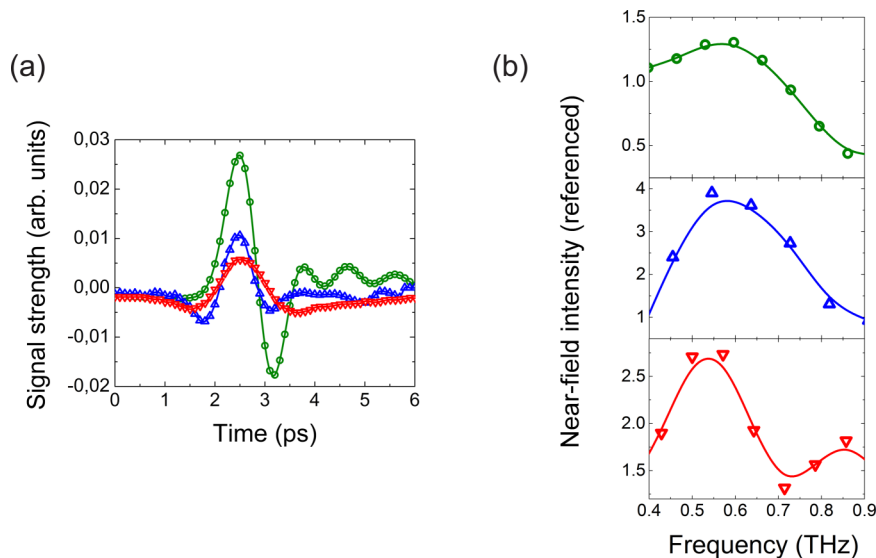 (a)
Signal strength (arb. units)
0,03
0,02
0,01
0,00
-0,01
-0,02
0 1 2 3 4 5 6
Time (ps)
(b)
Near-field intensity (referenced)
1.5
1.0
0.5
4
3
2
1
2.5
2.0
1.5
0.4 0.5 0.6 0.7 0.8 0.9
Frequency (THz)